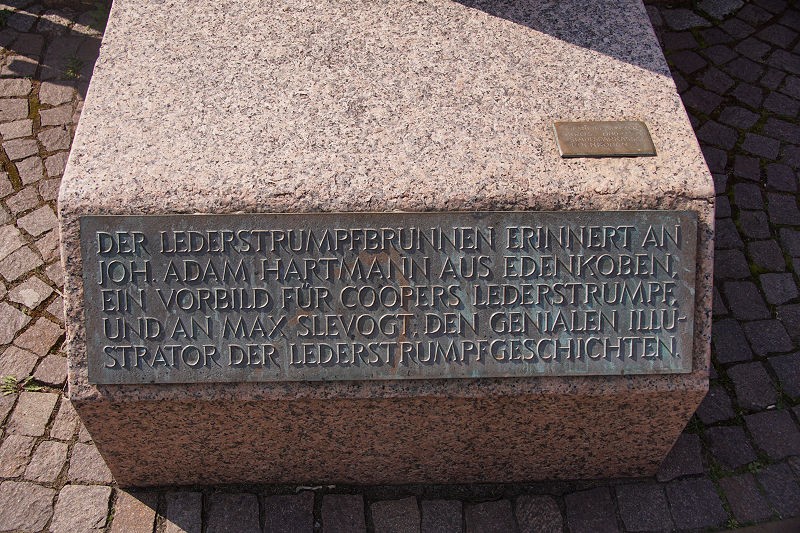 DER LEDERSTRUMPFBRUNNEN ERINNERT AN
JOH. ADAM HARTMANN AUS EDENKOBEN,
EIN VORBILD FÜR COOPERS LEDERSTRUMPF,
UND AN MAX SLEVOGT, DEN GENIALEN ILLU-
STRATOR DER LEDERSTRUMPFGESCHICHTEN.